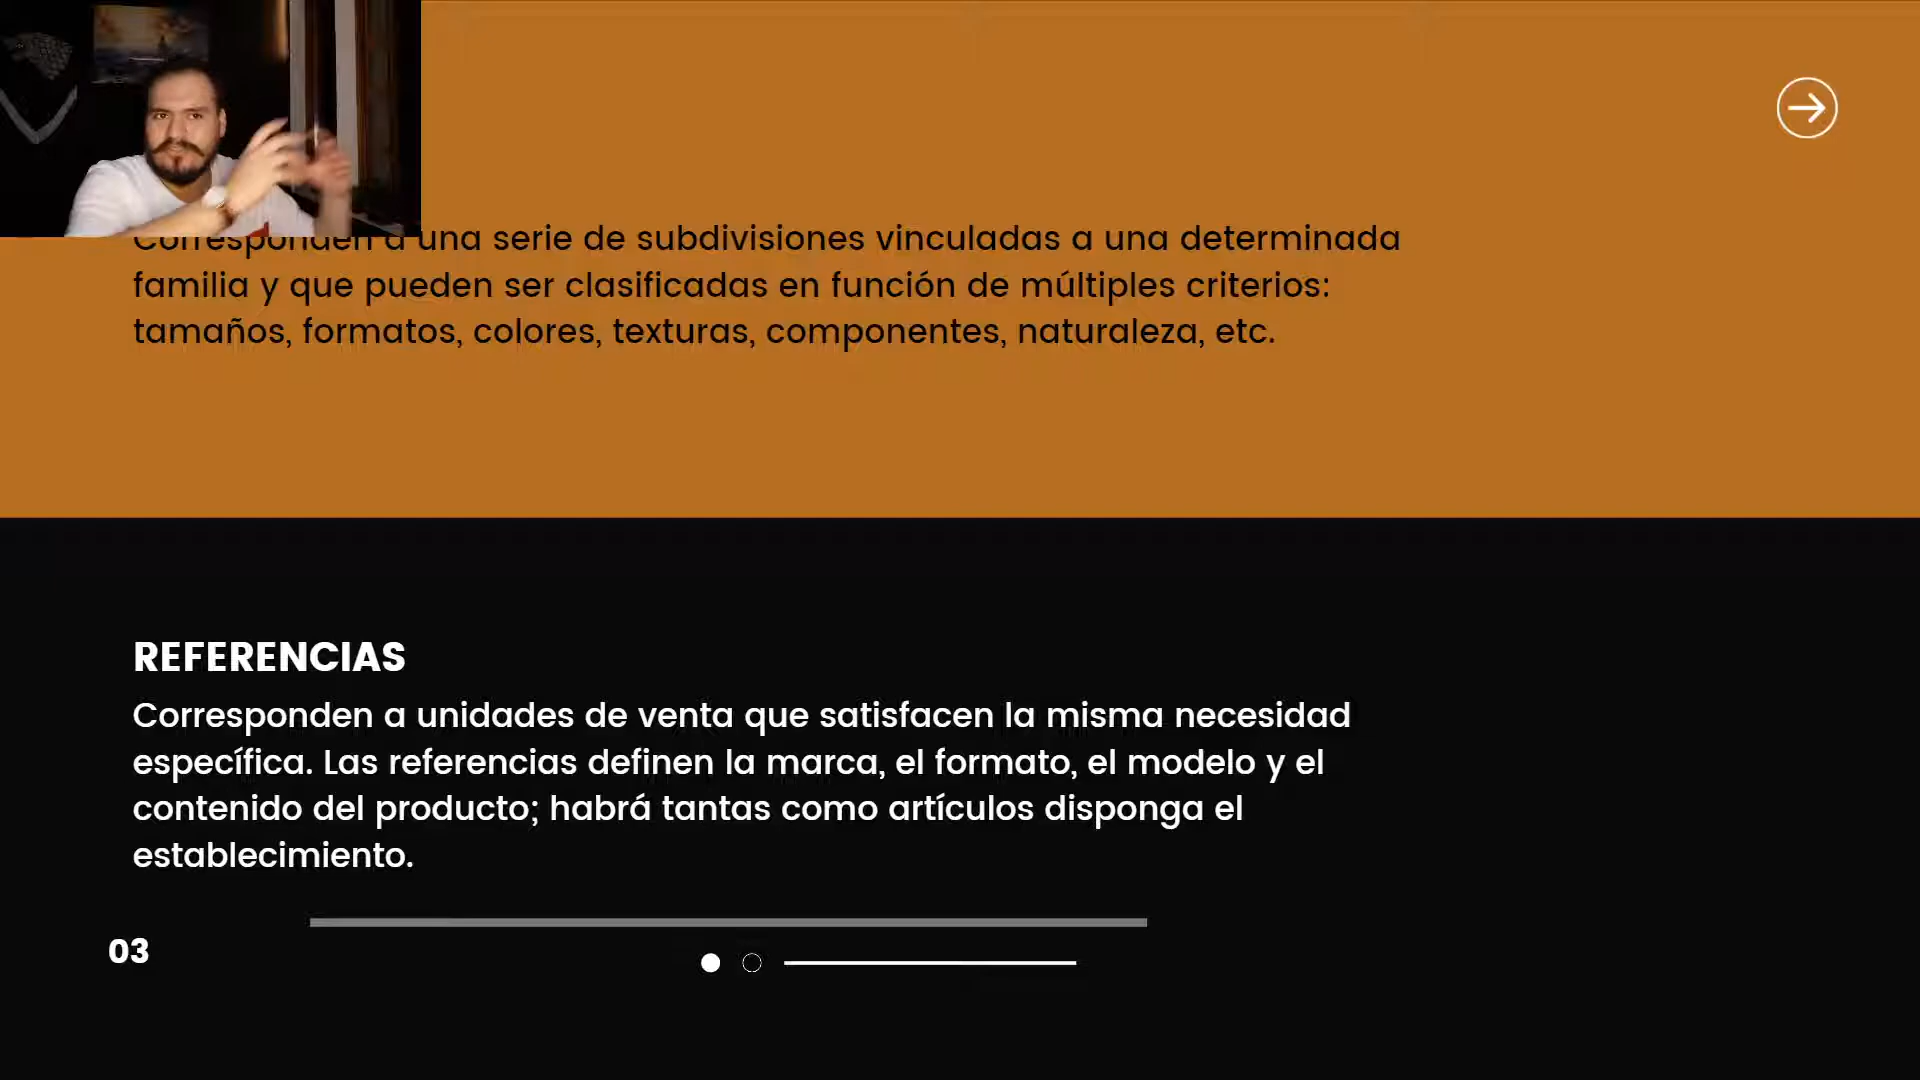 Corresponden a una serie de subdivisiones vinculadas a una determinada
familia y que pueden ser clasificadas en función de múltiples criterios:
tamaños, formatos, colores, texturas, componentes, naturaleza, etc.
REFERENCIAS
Corresponden a unidades de venta que satisfacen la misma necesidad
específica. Las referencias definen la marca, el formato, el modelo y el
contenido del producto; habrá tantas como artículos disponga el
establecimiento.
03